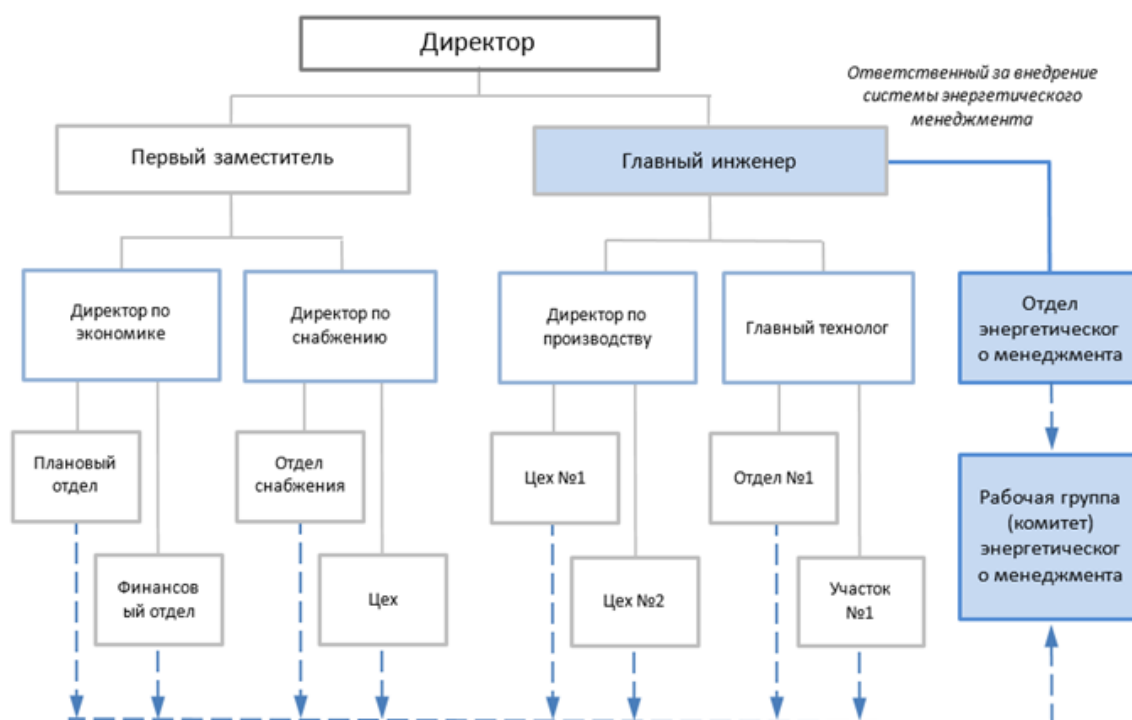 Директор
Ответственный за внедрение
системы энергетического
менеджмента
Первый заместитель
Главный инженер
Директор по
экономике
Директор по
снабжению
Директор по
производству
Главный технолог
Отдел
энергетическог
о менеджмента
Плановый
отдел
Отдел
снабжения
Цех №1
Отдел №1
Рабочая группа
(комитет)
энергетическог
о менеджмента
Финансов
ый отдел
Цех
Цех №2
Участок
№1